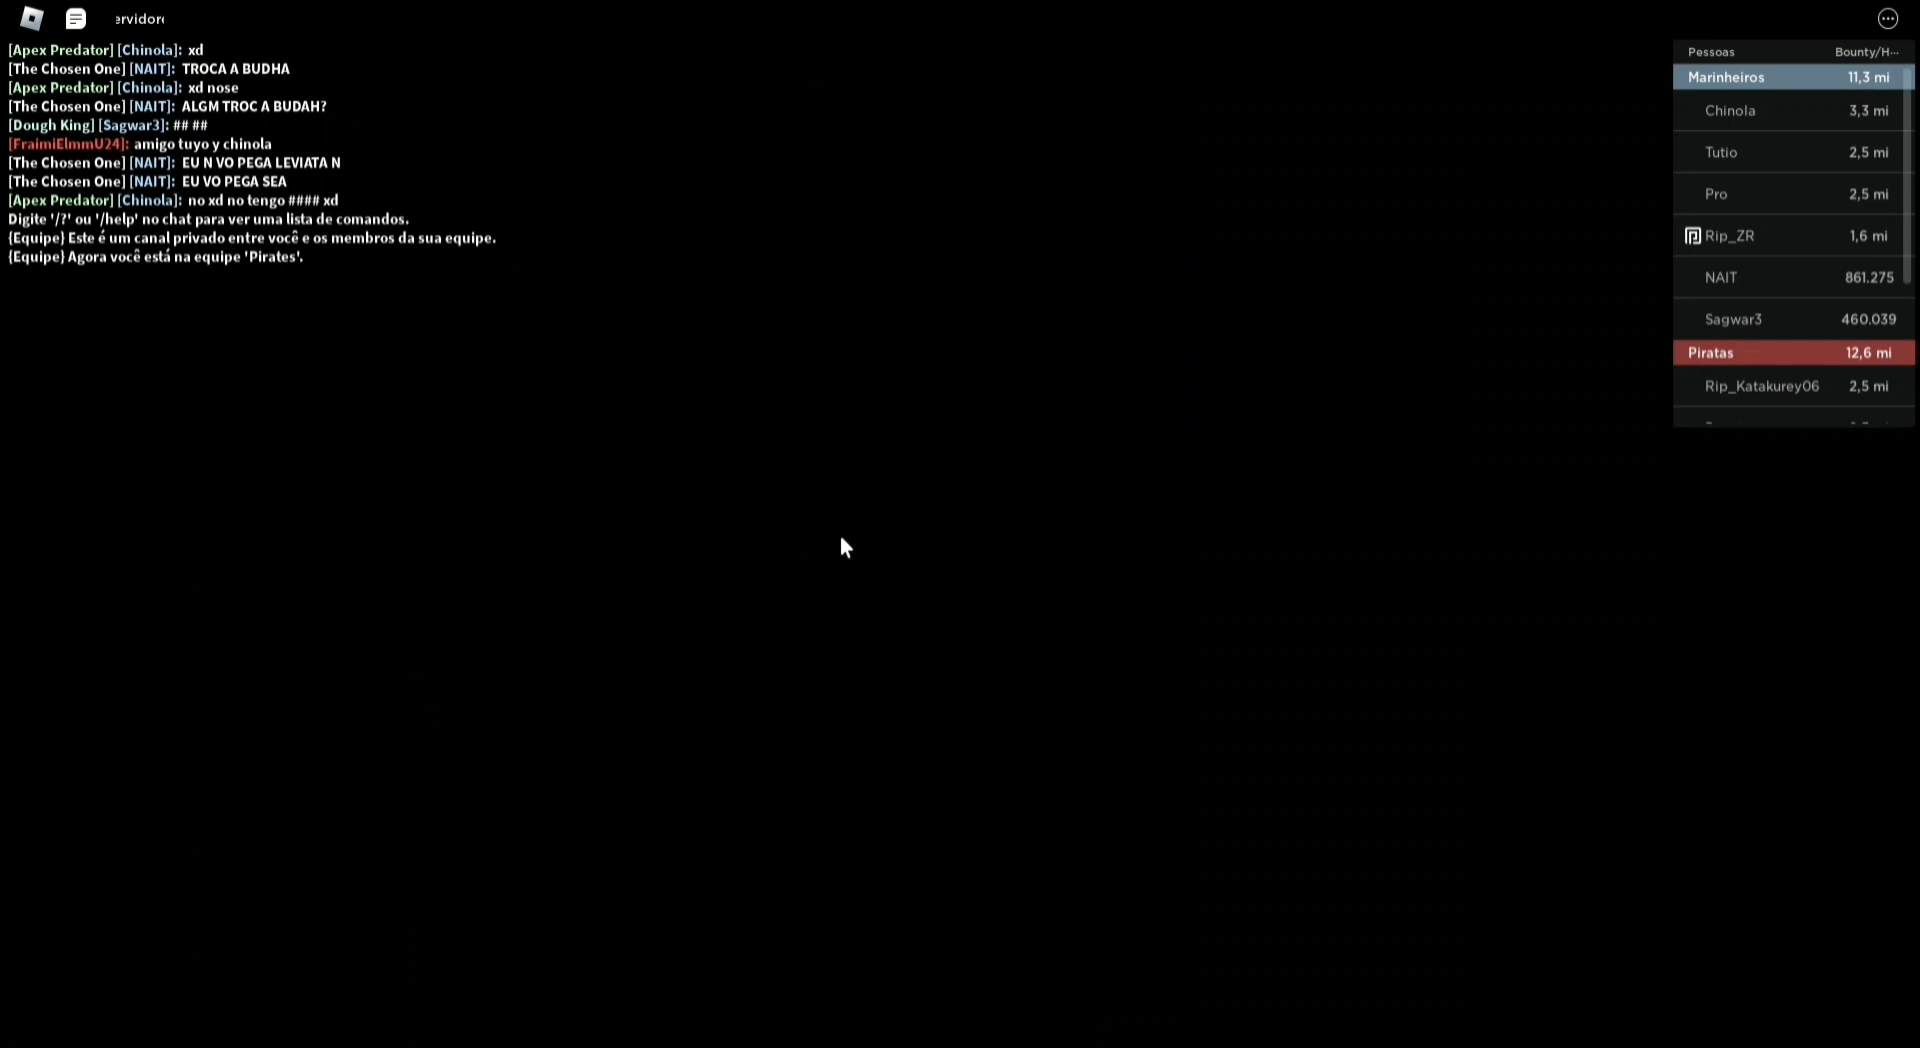 ervidore
[Apex Predator] [Chinola]: xd
[The Chosen One] [NAIT]: TROCA A BUDHA
[Apex Predator] [Chinola]: xd nose
[The Chosen One] [NAIT]: ALGM TROC A BUDAH?
[Dough King] [Sagwar3]: ## ##
[FraimiElmmU24]: amigo tuyo y chinola
[The Chosen One] [NAIT]: EU N VO PEGA LEVIATA N
[The Chosen One] [NAIT]: EU VO PEGA SEA
[Apex Predator] [Chinola]: no xd no tengo #### xd
Digite '/?' ou '/help' no chat para ver uma lista de comandos.
{Equipe} Este é um canal privado entre você e os membros da sua equipe.
{Equipe} Agora você está na equipe 'Pirates'.
Pessoas Bounty/H...
Marinheiros 11,3 mi
Chinola 3,3 mi
Tutio 2,5 mi
Pro 2,5 mi
Rip_ZR 1,6 mi
NAIT 861.275
Sagwar3 460.039
Piratas 12,6 mi
Rip_Katakurey06 2,5 mi